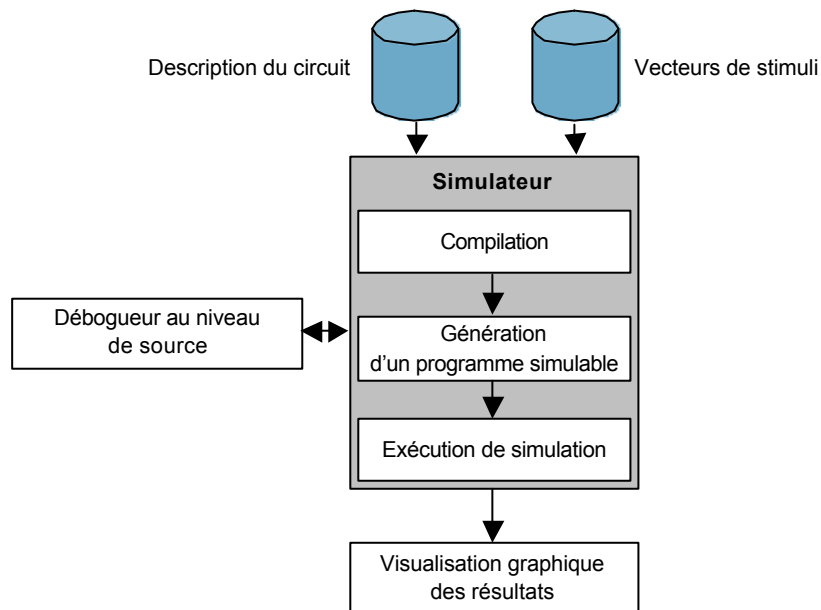 Description du circuit
Vecteurs de stimuli
Simulateur
Compilation
Débogueur au niveau
de source
Génération
d'un programme simulable
Exécution de simulation
Visualisation graphique
des résultats